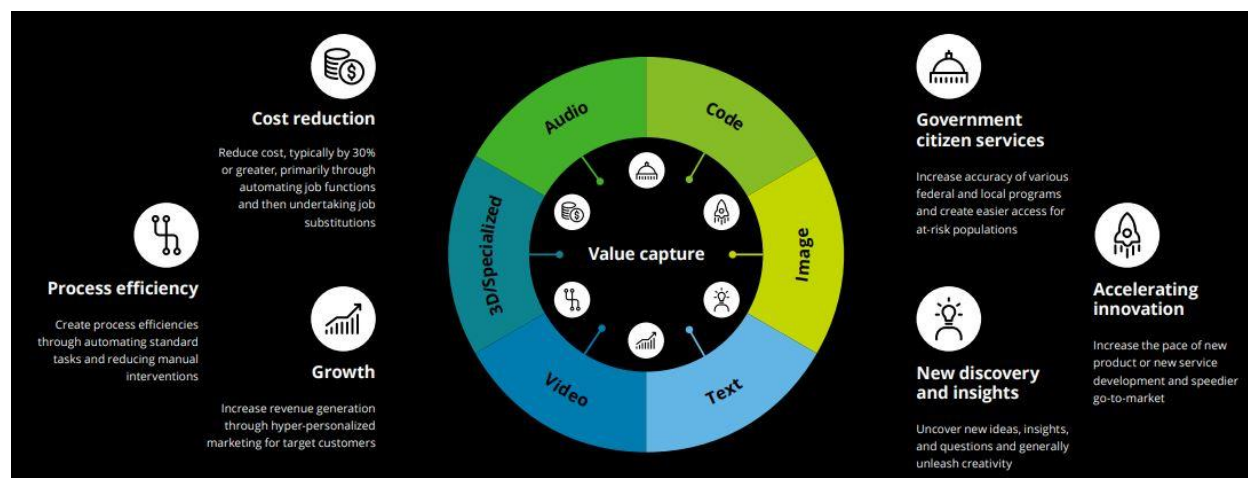 Cost reduction
Reduce cost, typically by 30%
or greater, primarily through
automating job functions
and then undertaking job
substitutions
Process efficiency
Create process efficiencies
through automating standard
tasks and reducing manual
interventions
Growth
Increase revenue generation
through hyper-personalized
marketing for target customers
Audio
Code
Image
Text
Video
3D/Specialized
Value capture
Government
citizen services
Increase accuracy of various
federal and local programs
and create easier access for
at-risk populations
Accelerating
innovation
Increase the pace of new
product or new service
development and speedier
go-to-market
New discovery
and insights
Uncover new ideas, insights,
and questions and generally
unleash creativity